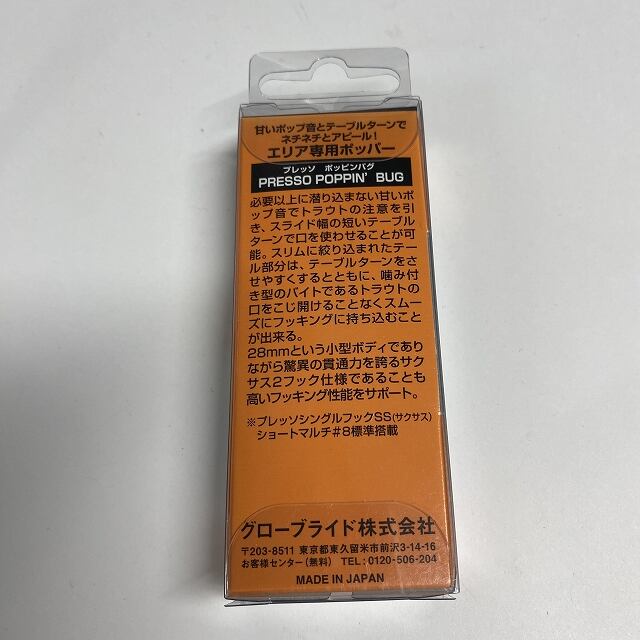 甘いポップ音とテーブルターンで
ネチネチとアピール！
エリア専用ポッパー
プレッソ ポッピンバグ
PRESSO POPPIN' BUG
必要以上に潜り込まない甘いポ
ップ音でトラウトの注意を引
き、スライド幅の短いテーブル
ターンで口を使わせることが可
能。スリムに絞り込まれたテー
ル部分は、テーブルターンをさ
せやすくするとともに、噛み付
き型のバイトであるトラウトの
口をこじ開けることなくスムー
ズにフッキングに持ち込むこと
が出来る。
28mmという小型ボディであり
ながら驚異の貫通力を誇るサク
サス2フック仕様であることも
高いフッキング性能をサポート。
※プレッソシングルフックSS(サクサス)
ショートマルチ#8標準搭載
グローブライド株式会社
〒203-8511 東京都東久留米市前沢3-14-16
お客様センター(無料) TEL:0120-506-204
MADE IN JAPAN